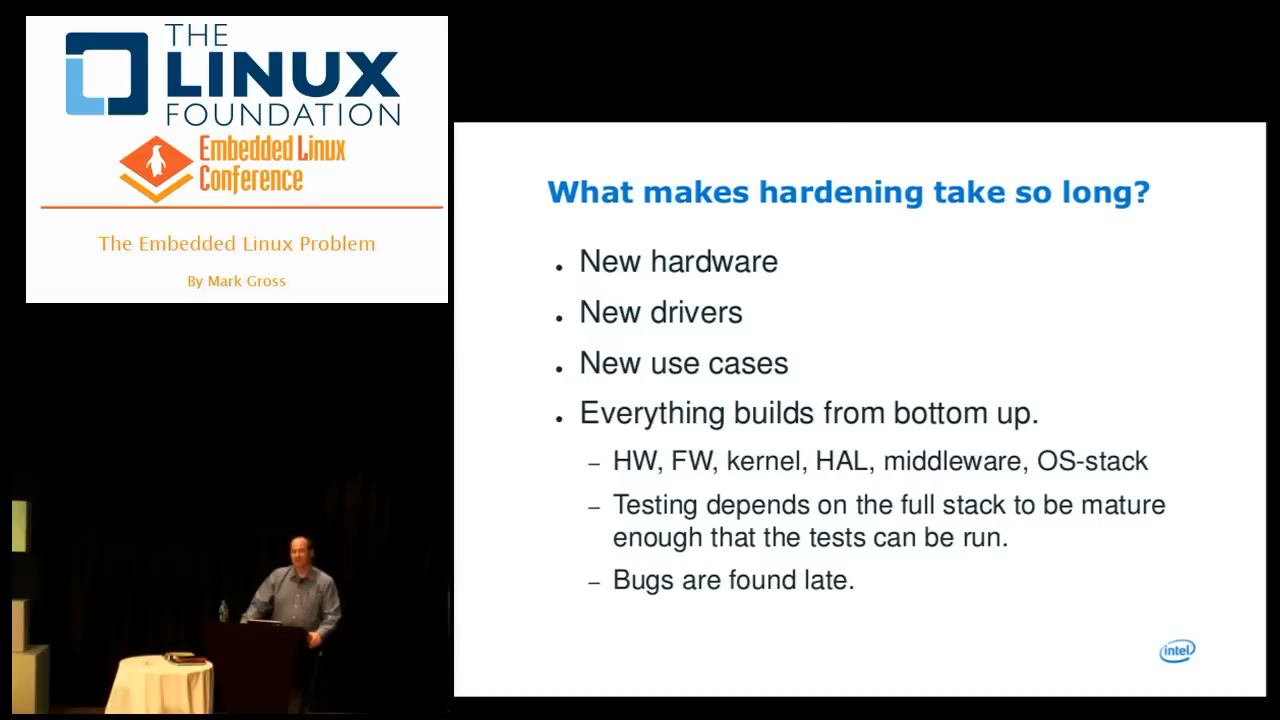 THE
LINUX
FOUNDATION
Embedded Linux
Conference
The Embedded Linux Problem
By Mark Gross
What makes hardening take so long?
. New hardware
. New drivers
. New use cases
. Everything builds from bottom up.
– HW, FW, kernel, HAL, middleware, OS-stack
– Testing depends on the full stack to be mature
enough that the tests can be run.
– Bugs are found late.
intel